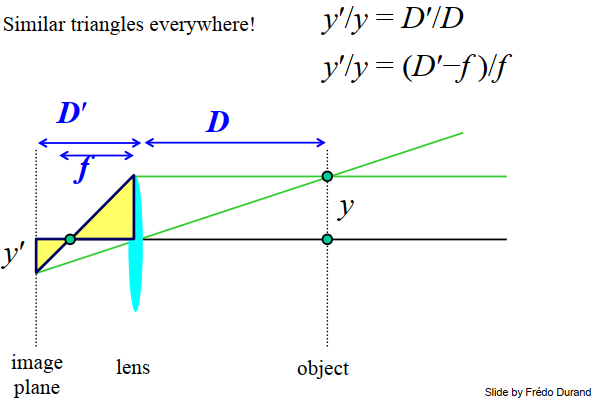 Similar triangles everywhere!
y′/y = D′/D
y′/y = (D′−f)/f
D′
D
f
y
y′
image
plane
lens
object
Slide by Frédo Durand